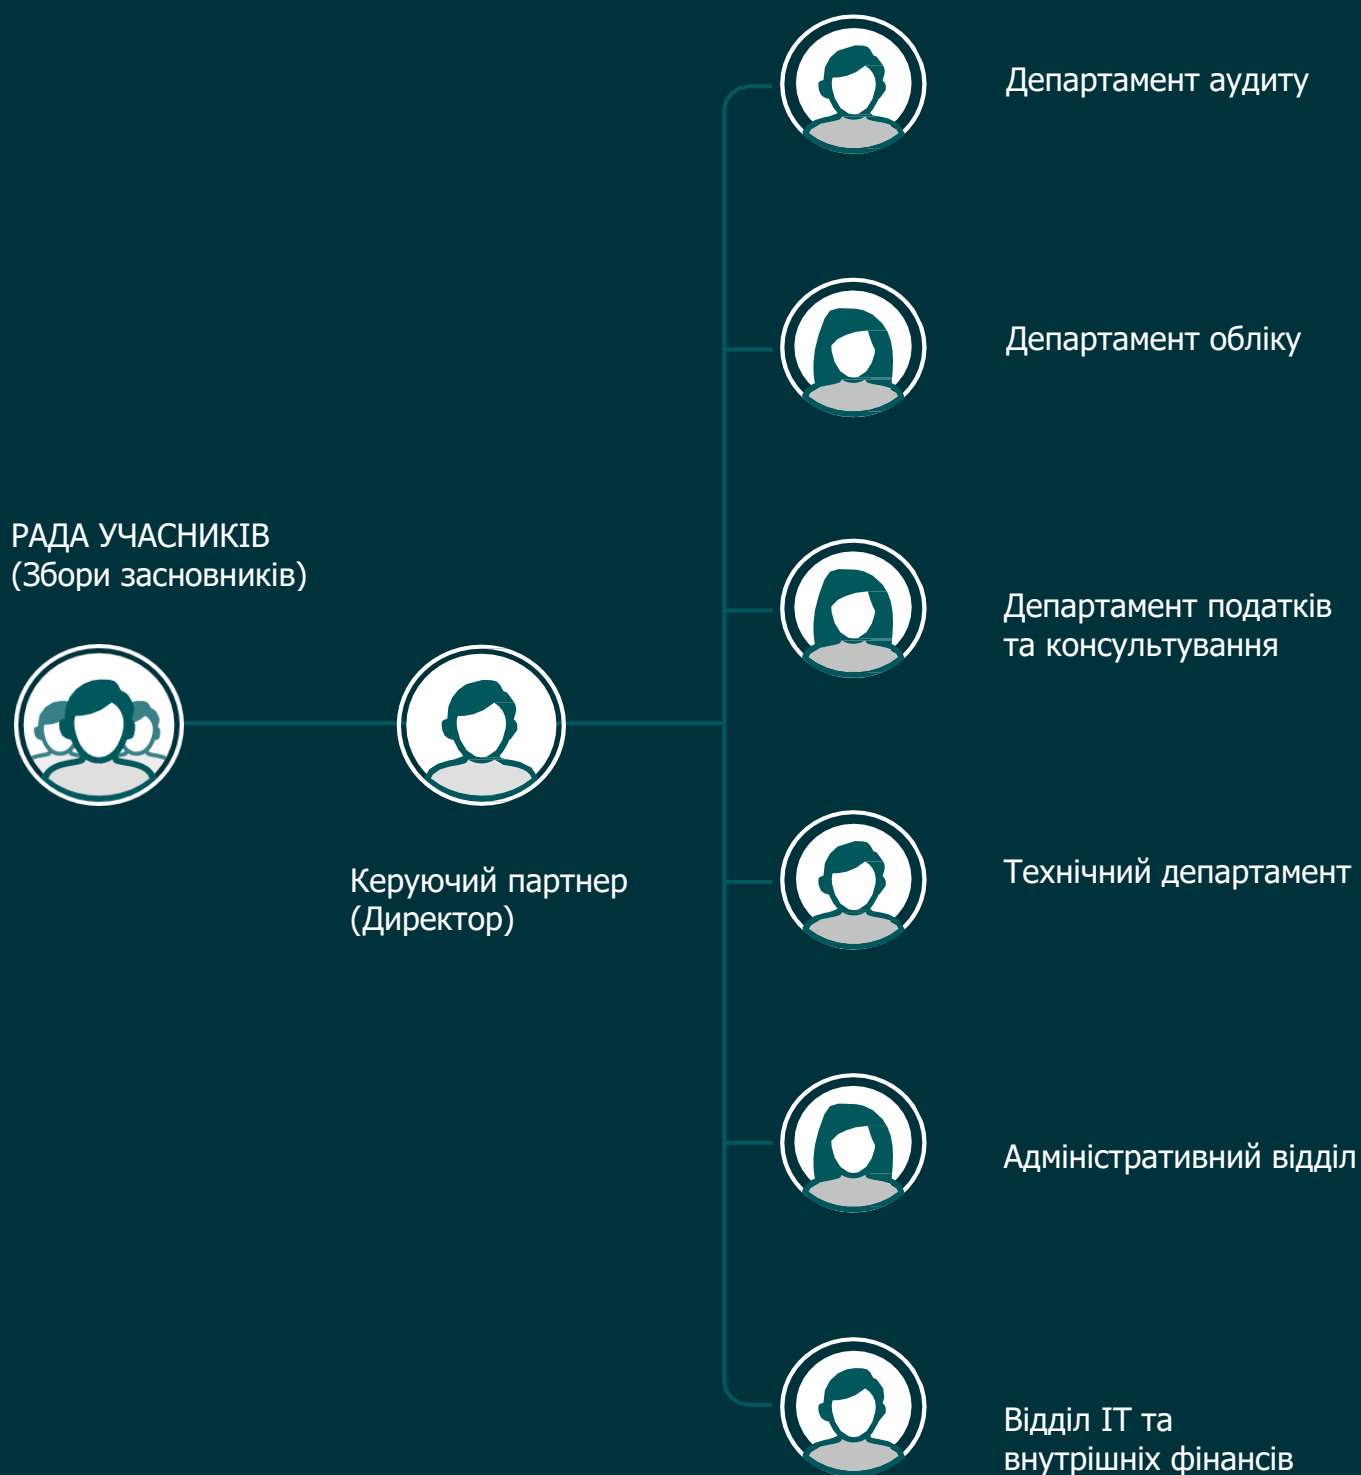 РАДА УЧАСНИКІВ
(Збори засновників)
Керуючий партнер
(Директор)
Департамент аудиту
Департамент обліку
Департамент податків
та консультування
Технічний департамент
Адміністративний відділ
Відділ ІТ та
внутрішніх фінансів